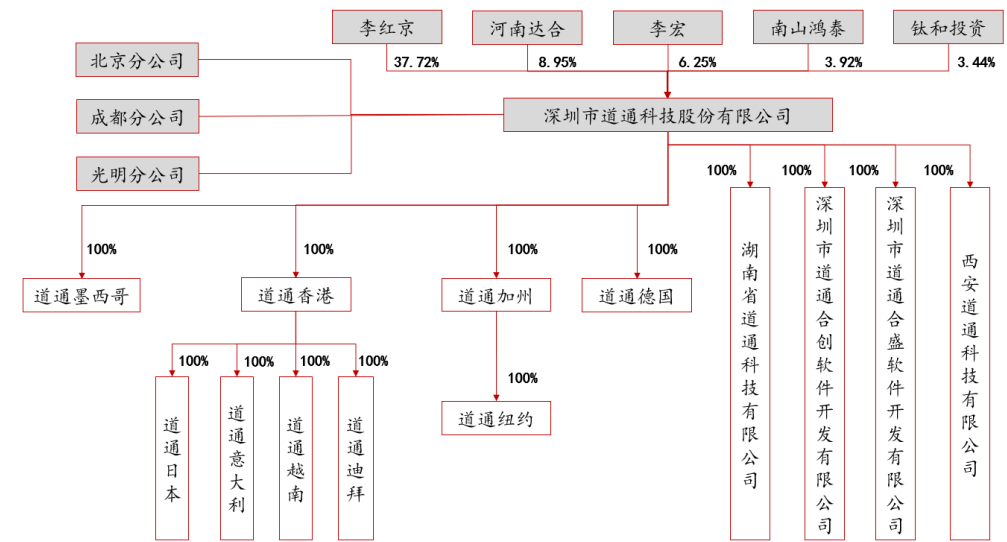 李红京
河南达合
李宏
南山鸿泰
钛和投资
37.72%
8.95%
6.25%
3.92%
3.44%
北京分公司
成都分公司
光明分公司
深圳市道通科技股份有限公司
100%
100%
100%
100%
湖南省道通科技有限公司
深圳市道通合创软件开发有限公司
深圳市道通合盛软件开发有限公司
西安道通科技有限公司
100%
100%
100%
100%
道通墨西哥
道通香港
道通加州
道通德国
100%
100%
100%
100%
100%
道通日本
道通意大利
道通越南
道通迪拜
道通纽约